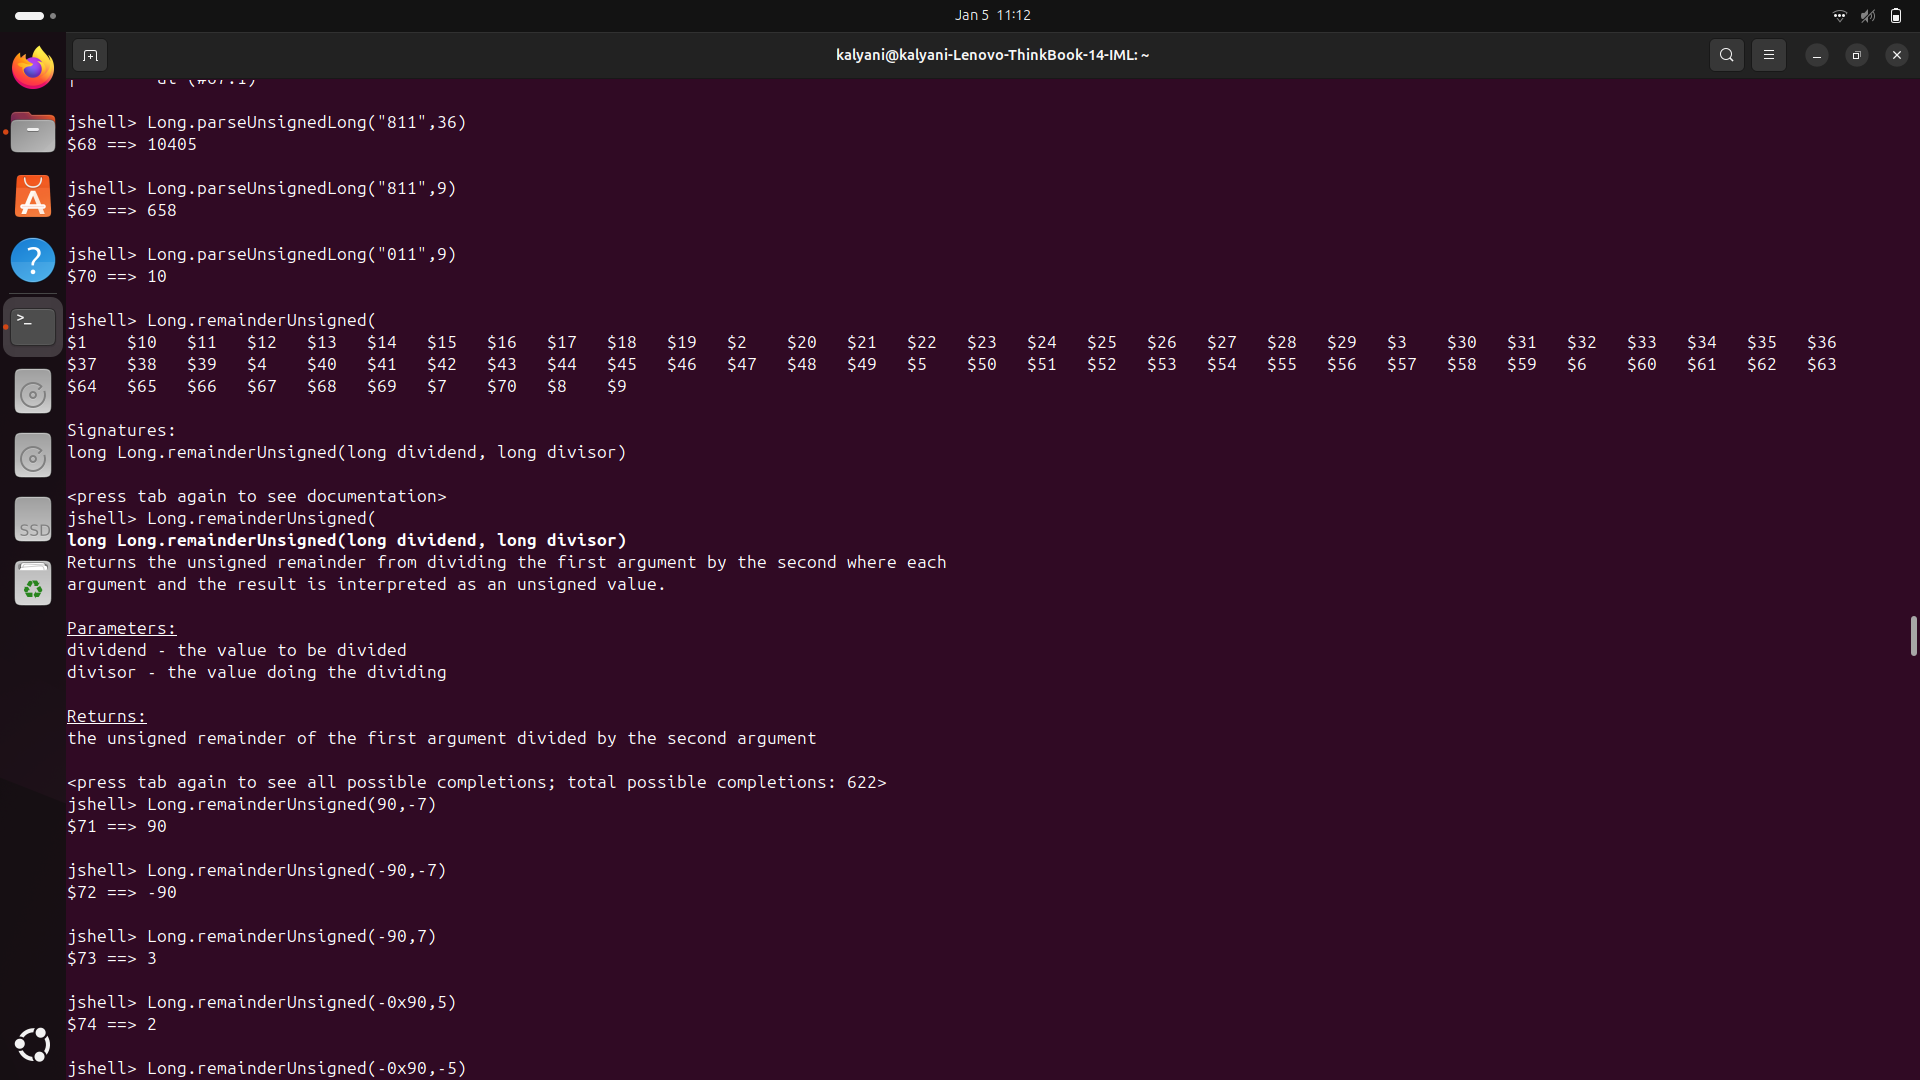 Jan 5 11:12
kalyani@kalyani-Lenovo-ThinkBook-14-IML: ~
jshell> Long.parseUnsignedLong("811",36)
$68 ==> 10405
jshell> Long.parseUnsignedLong("811",9)
$69 ==> 658
jshell> Long.parseUnsignedLong("011",9)
$70 ==> 10
jshell> Long.remainderUnsigned(
$1 $10 $11 $12 $13 $14 $15 $16 $17 $18 $19 $2 $20 $21 $22 $23 $24 $25 $26 $27 $28 $29 $3 $30 $31 $32 $33 $34 $35 $36
$37 $38 $39 $4 $40 $41 $42 $43 $44 $45 $46 $47 $48 $49 $5 $50 $51 $52 $53 $54 $55 $56 $57 $58 $59 $6 $60 $61 $62 $63
$64 $65 $66 $67 $68 $69 $7 $70 $8 $9
Signatures:
long Long.remainderUnsigned(long dividend, long divisor)
<press tab again to see documentation>
jshell> Long.remainderUnsigned(
long Long.remainderUnsigned(long dividend, long divisor)
Returns the unsigned remainder from dividing the first argument by the second where each
argument and the result is interpreted as an unsigned value.
Parameters:
dividend - the value to be divided
divisor - the value doing the dividing
Returns:
the unsigned remainder of the first argument divided by the second argument
<press tab again to see all possible completions; total possible completions: 622>
jshell> Long.remainderUnsigned(90,-7)
$71 ==> 90
jshell> Long.remainderUnsigned(-90,-7)
$72 ==> -90
jshell> Long.remainderUnsigned(-90,7)
$73 ==> 3
jshell> Long.remainderUnsigned(-0x90,5)
$74 ==> 2
jshell> Long.remainderUnsigned(-0x90,-5)
SSD